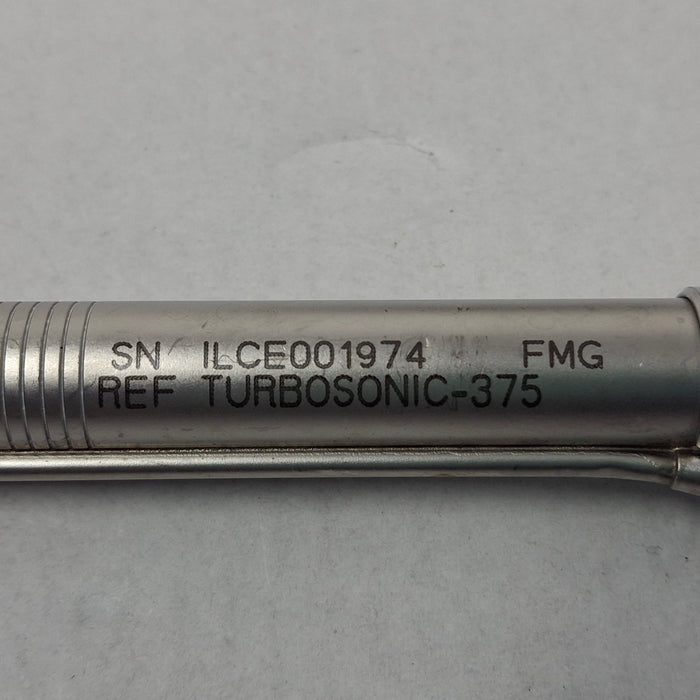 SN ILCE001974 FMG
REF TURBOSONIC-375